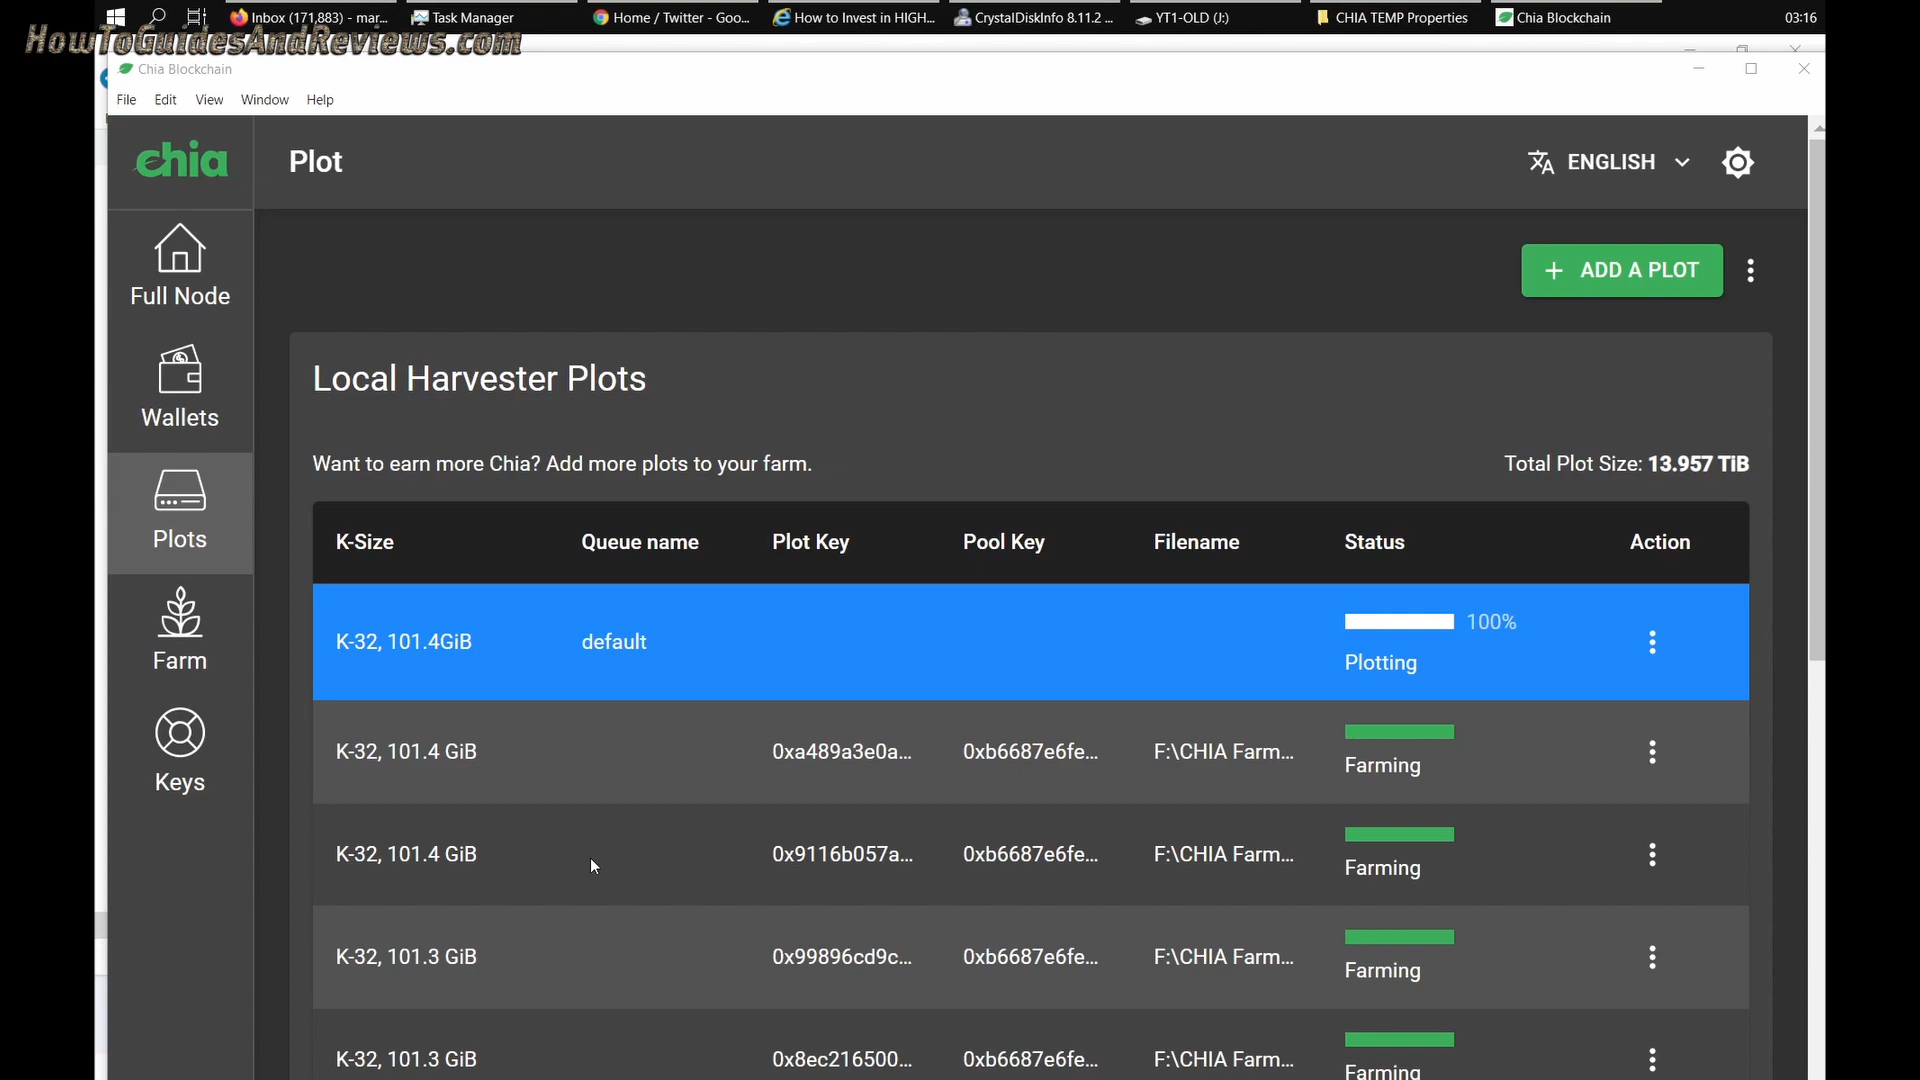 Inbox (171,883) - mar...
Task Manager
Home / Twitter - Goo...
How to Invest in HIGH...
CrystalDiskInfo 8.11.2 ...
YT1-OLD (J:)
CHIA TEMP Properties
Chia Blockchain
03:16
HowToGuidesAndReviews.com
Chia Blockchain
File Edit View Window Help
chia
Plot
ENGLISH
Full Node
Wallets
Plots
Farm
Keys
+ ADD A PLOT
Local Harvester Plots
Want to earn more Chia? Add more plots to your farm.
Total Plot Size: 13.957 TiB
K-Size Queue name Plot Key Pool Key Filename Status Action
K-32, 101.4GiB default 100%
Plotting
K-32, 101.4 GiB 0xa489a3e0a... 0xb6687e6fe... F:\CHIA Farm...
Farming
K-32, 101.4 GiB 0x9116b057a... 0xb6687e6fe... F:\CHIA Farm...
Farming
K-32, 101.3 GiB 0x99896cd9c... 0xb6687e6fe... F:\CHIA Farm...
Farming
K-32, 101.3 GiB 0x8ec216500... 0xb6687e6fe... F:\CHIA Farm...
Farming